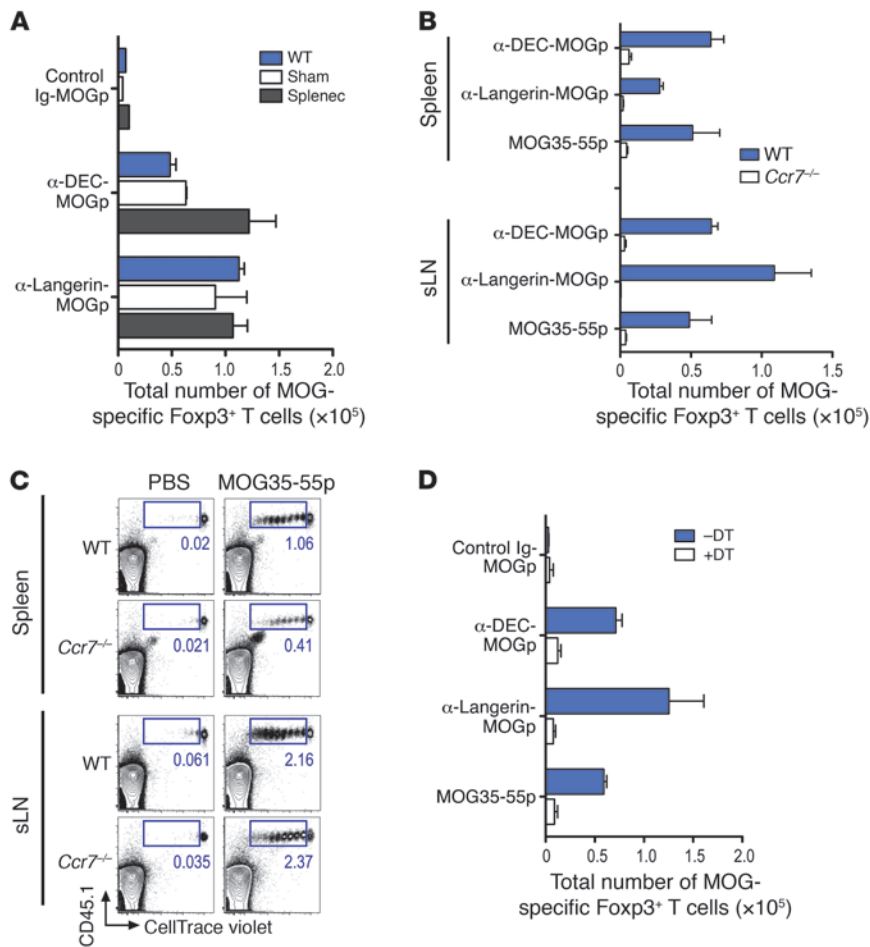 A
WT
Sham
Splenec
Control
Ig-MOGp
α-DEC-
MOGp
α-Langerin-
MOGp
0 0.5 1.0 1.5 2.0
Total number of MOG-
specific Foxp3⁺ T cells (×10⁵)
B
Spleen
α-DEC-MOGp
α-Langerin-MOGp
MOG35-55p
WT
Ccr7⁻/⁻
sLN
α-DEC-MOGp
α-Langerin-MOGp
MOG35-55p
0 0.5 1.0 1.5
Total number of MOG-
specific Foxp3⁺ T cells (×10⁵)
C
PBS MOG35-55p
Spleen
WT
0.02 1.06
Ccr7⁻/⁻
0.021 0.41
sLN
WT
0.061 2.16
Ccr7⁻/⁻
0.035 2.37
CD45.1
CellTrace violet
D
–DT
+DT
Control Ig-
MOGp
α-DEC-
MOGp
α-Langerin-
MOGp
MOG35-55p
0 0.5 1.0 1.5 2.0
Total number of MOG-
specific Foxp3⁺ T cells (×10⁵)